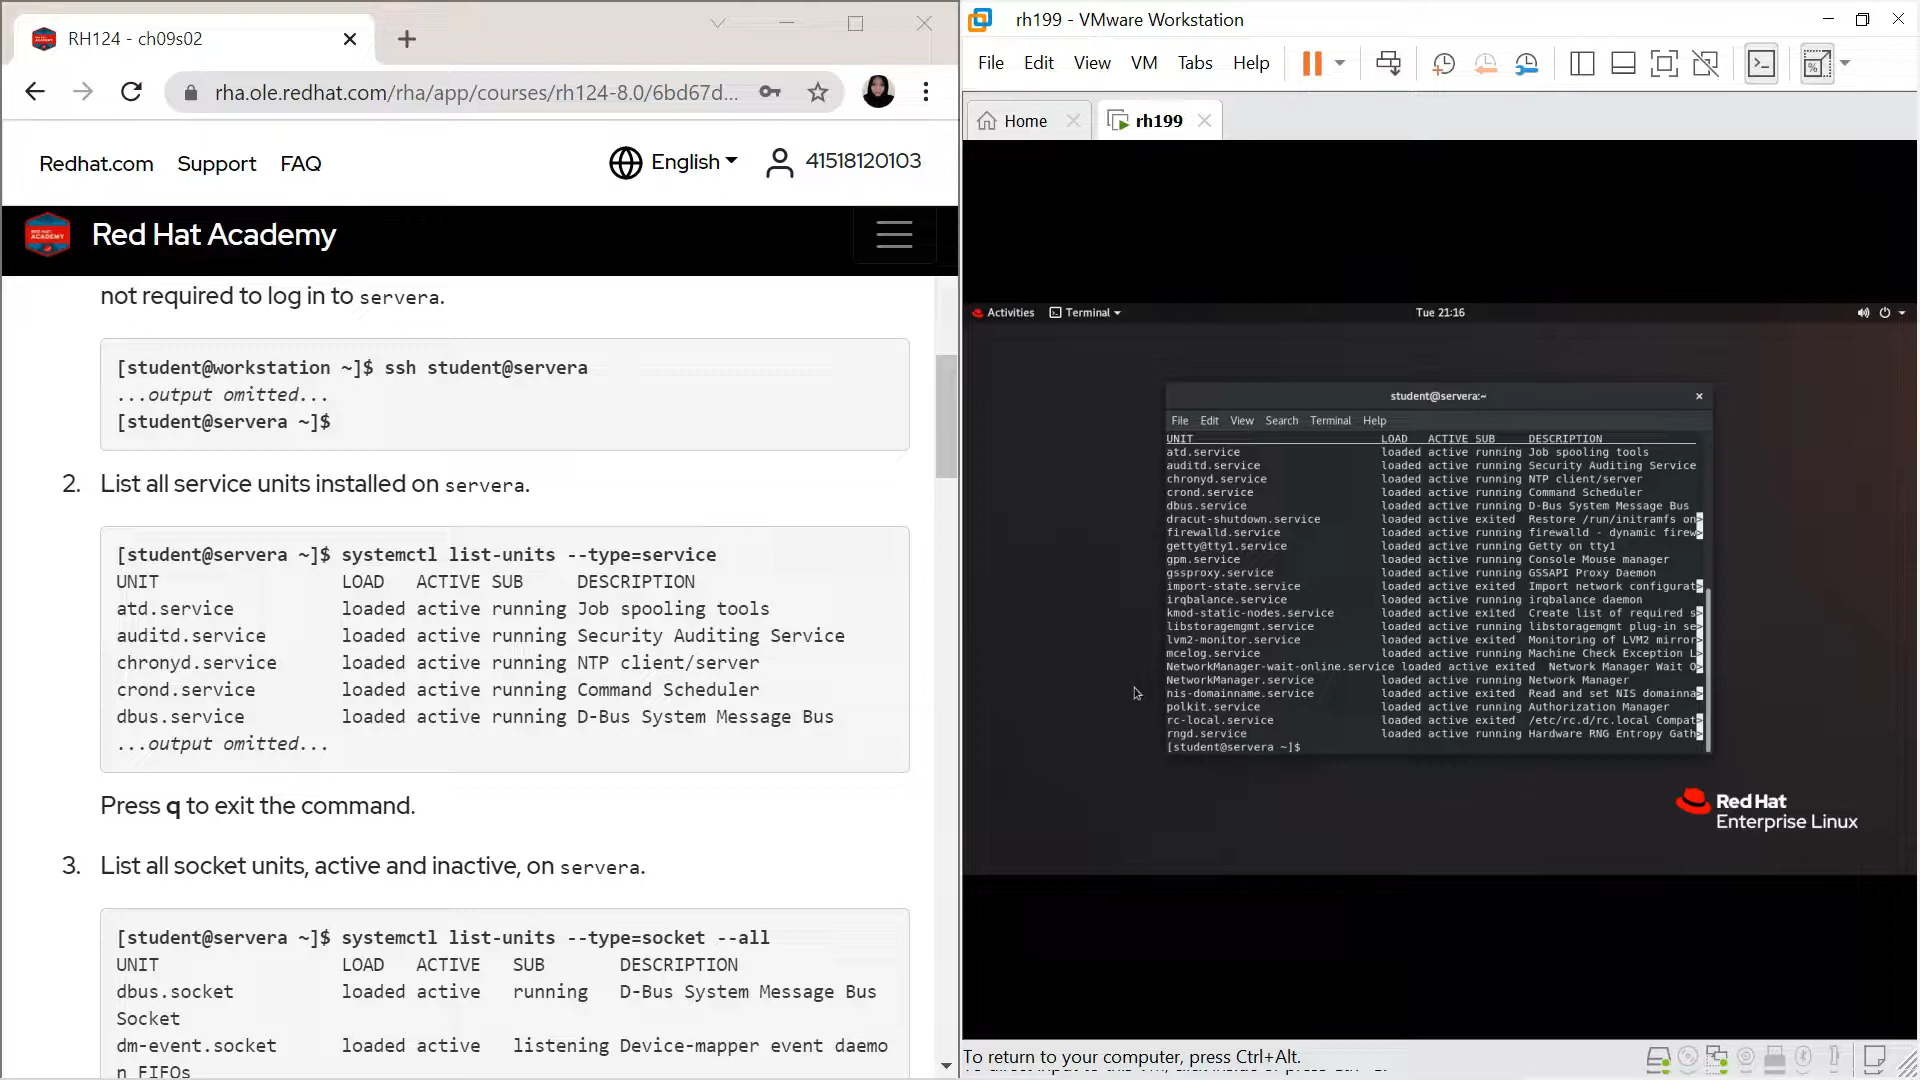 RH124 - ch09s02
rha.ole.redhat.com/rha/app/courses/rh124-8.0/6bd67d...
Redhat.com Support FAQ
English
41518120103
Red Hat Academy
not required to log in to servera.
[student@workstation ~]$ ssh student@servera
...output omitted...
[student@servera ~]$
2. List all service units installed on servera.
[student@servera ~]$ systemctl list-units --type=service
UNIT LOAD ACTIVE SUB DESCRIPTION
atd.service loaded active running Job spooling tools
auditd.service loaded active running Security Auditing Service
chronyd.service loaded active running NTP client/server
crond.service loaded active running Command Scheduler
dbus.service loaded active running D-Bus System Message Bus
...output omitted...
Press q to exit the command.
3. List all socket units, active and inactive, on servera.
[student@servera ~]$ systemctl list-units --type=socket --all
UNIT LOAD ACTIVE SUB DESCRIPTION
dbus.socket loaded active running D-Bus System Message Bus
Socket
dm-event.socket loaded active listening Device-mapper event daemo
n FIFOs
rh199 - VMware Workstation
File Edit View VM Tabs Help
Home
rh199
Activities Terminal Tue 21:16
student@servera:~
File Edit View Search Terminal Help
UNIT LOAD ACTIVE SUB DESCRIPTION
atd.service loaded active running Job spooling tools
auditd.service loaded active running Security Auditing Service
chronyd.service loaded active running NTP client/server
crond.service loaded active running Command Scheduler
dbus.service loaded active running D-Bus System Message Bus
dracut-shutdown.service loaded active exited Restore /run/initramfs on>
firewalld.service loaded active running firewalld - dynamic firew>
getty@tty1.service loaded active running Getty on tty1
gpm.service loaded active running Console Mouse manager
gssproxy.service loaded active running GSSAPI Proxy Daemon
import-state.service loaded active exited Import network configurat>
irqbalance.service loaded active running irqbalance daemon
kmod-static-nodes.service loaded active exited Create list of required s>
libstoragemgmt.service loaded active running libstoragemgmt plug-in se>
lvm2-monitor.service loaded active exited Monitoring of LVM2 mirror>
mcelog.service loaded active running Machine Check Exception L>
NetworkManager-wait-online.service loaded active exited Network Manager Wait O>
NetworkManager.service loaded active running Network Manager
nis-domainname.service loaded active exited Read and set NIS domainna>
polkit.service loaded active running Authorization Manager
rc-local.service loaded active exited /etc/rc.d/rc.local Compat>
rngd.service loaded active running Hardware RNG Entropy Gath>
[student@servera ~]$
Red Hat
Enterprise Linux
To return to your computer, press Ctrl+Alt.